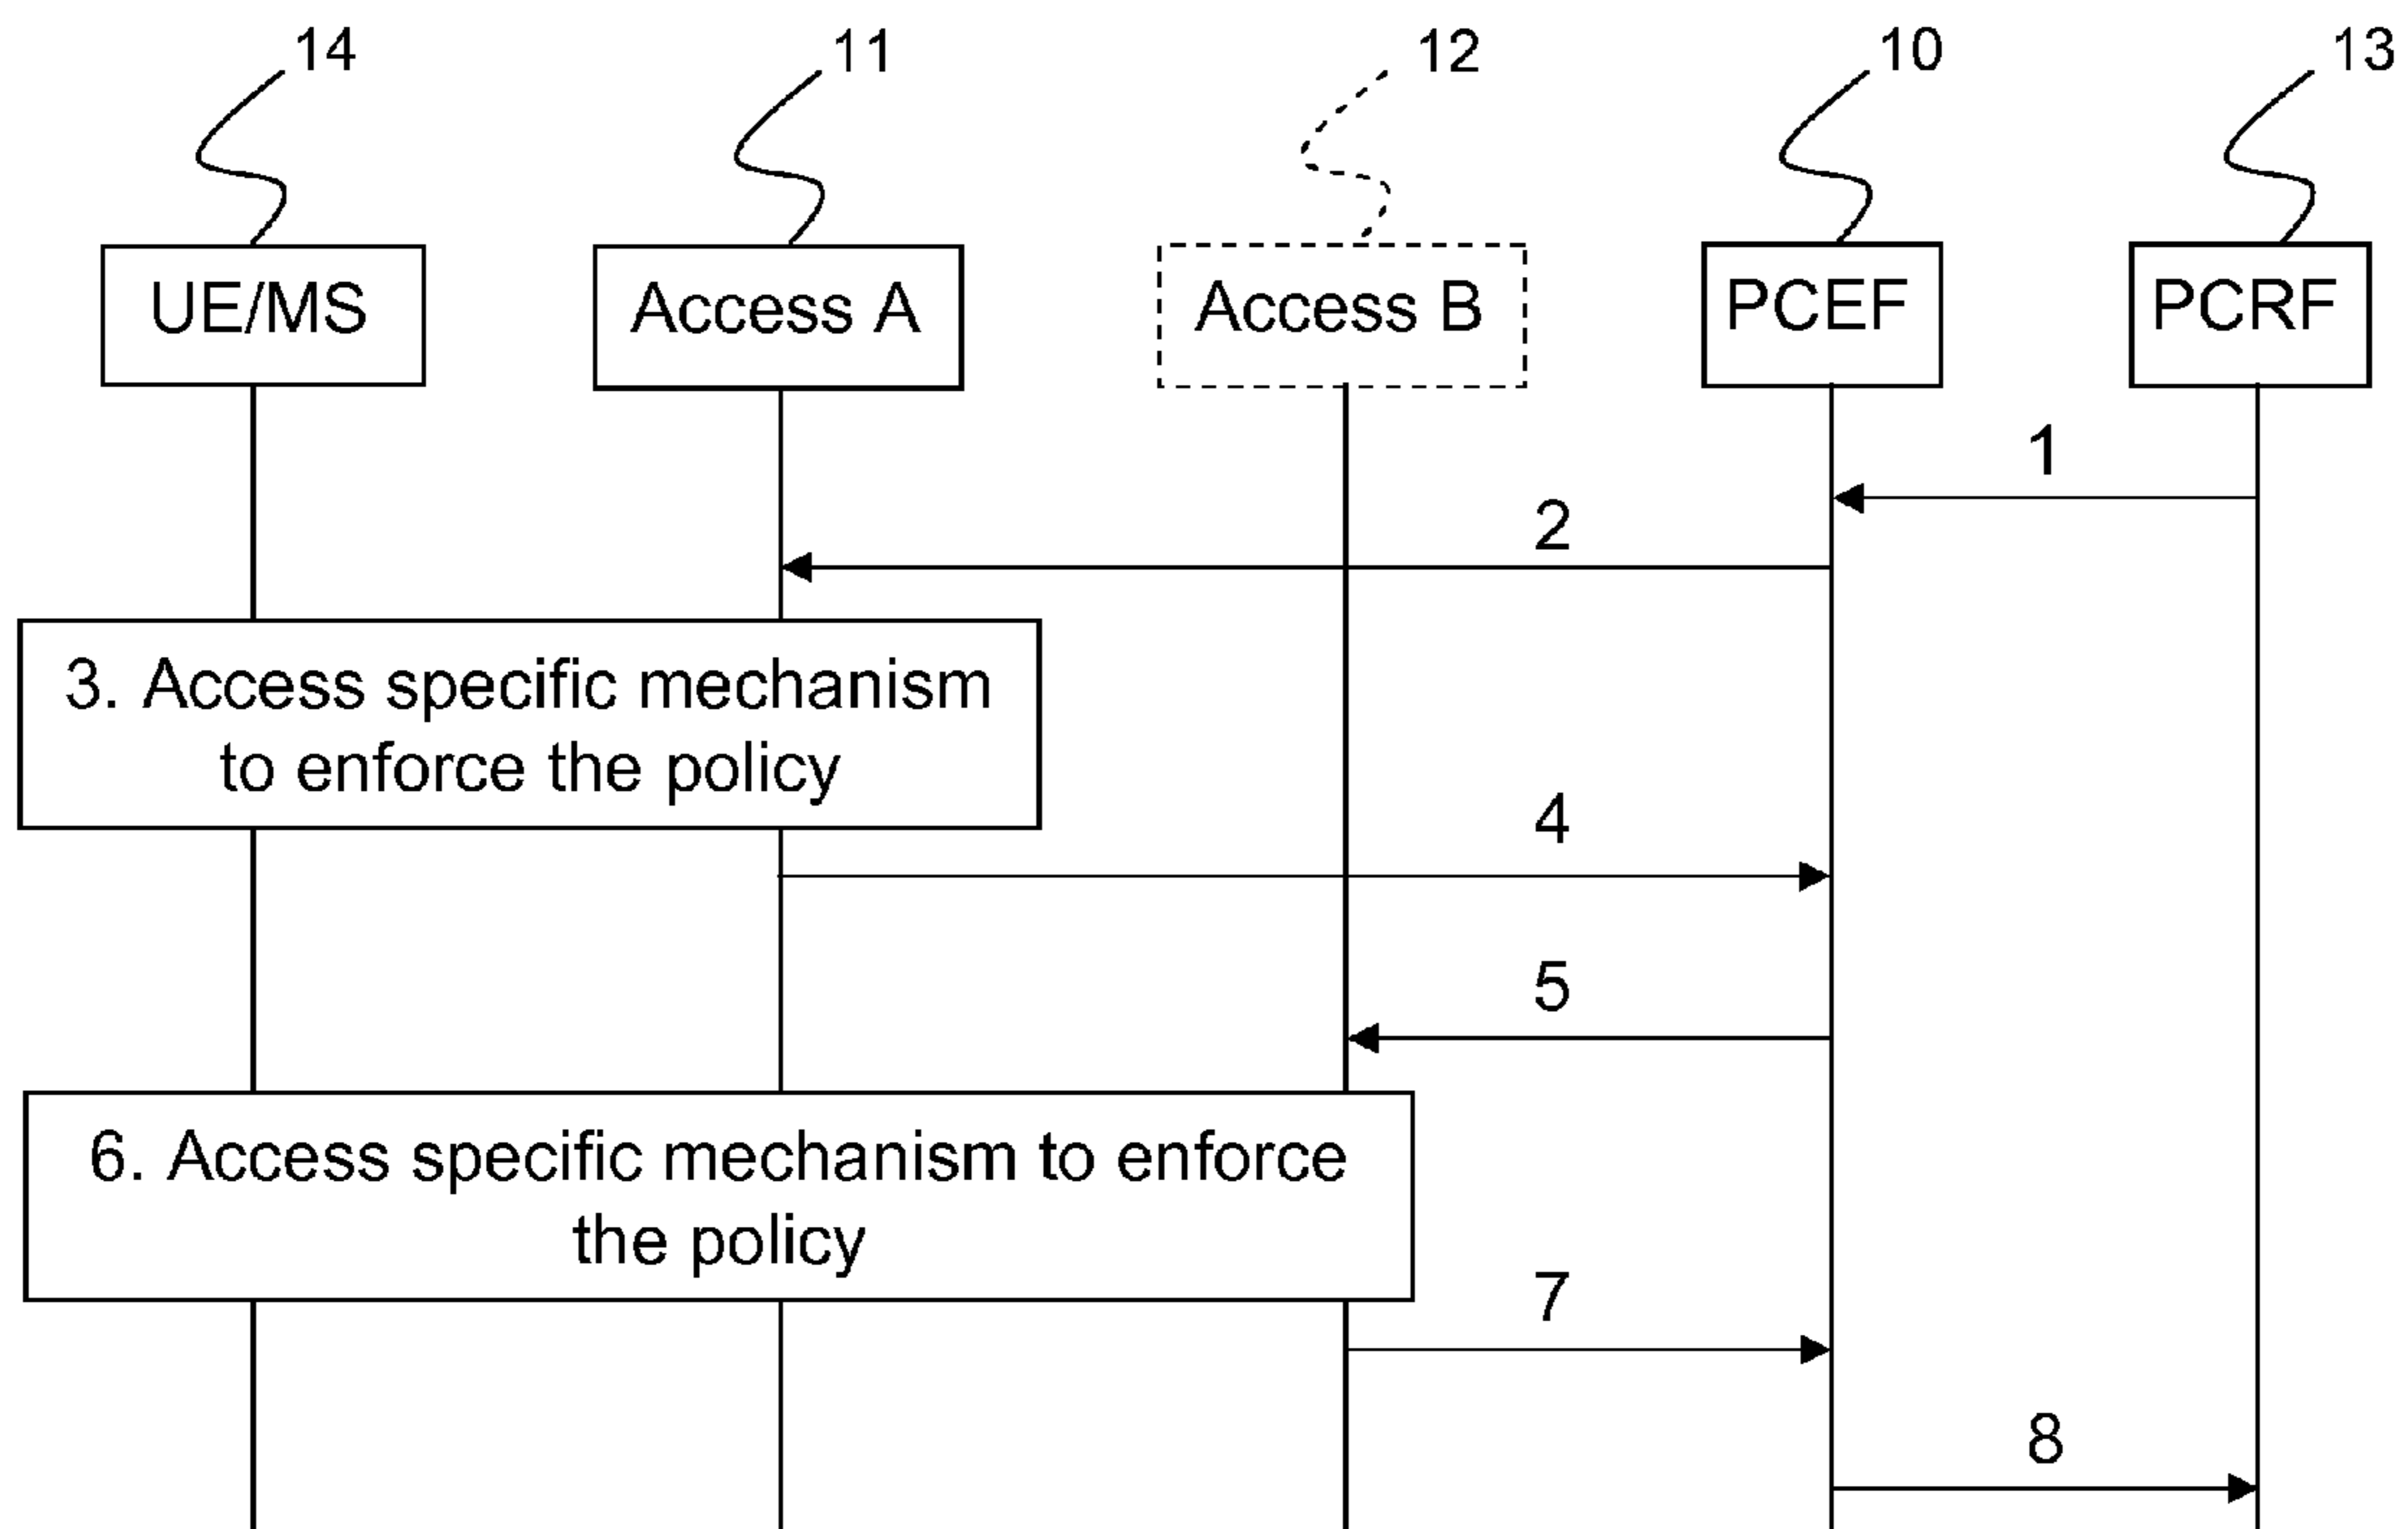 14
11
12
10
13
UE/MS
Access A
Access B
PCEF
PCRF
1
2
3. Access specific mechanism
to enforce the policy
4
5
6. Access specific mechanism to enforce
the policy
7
8